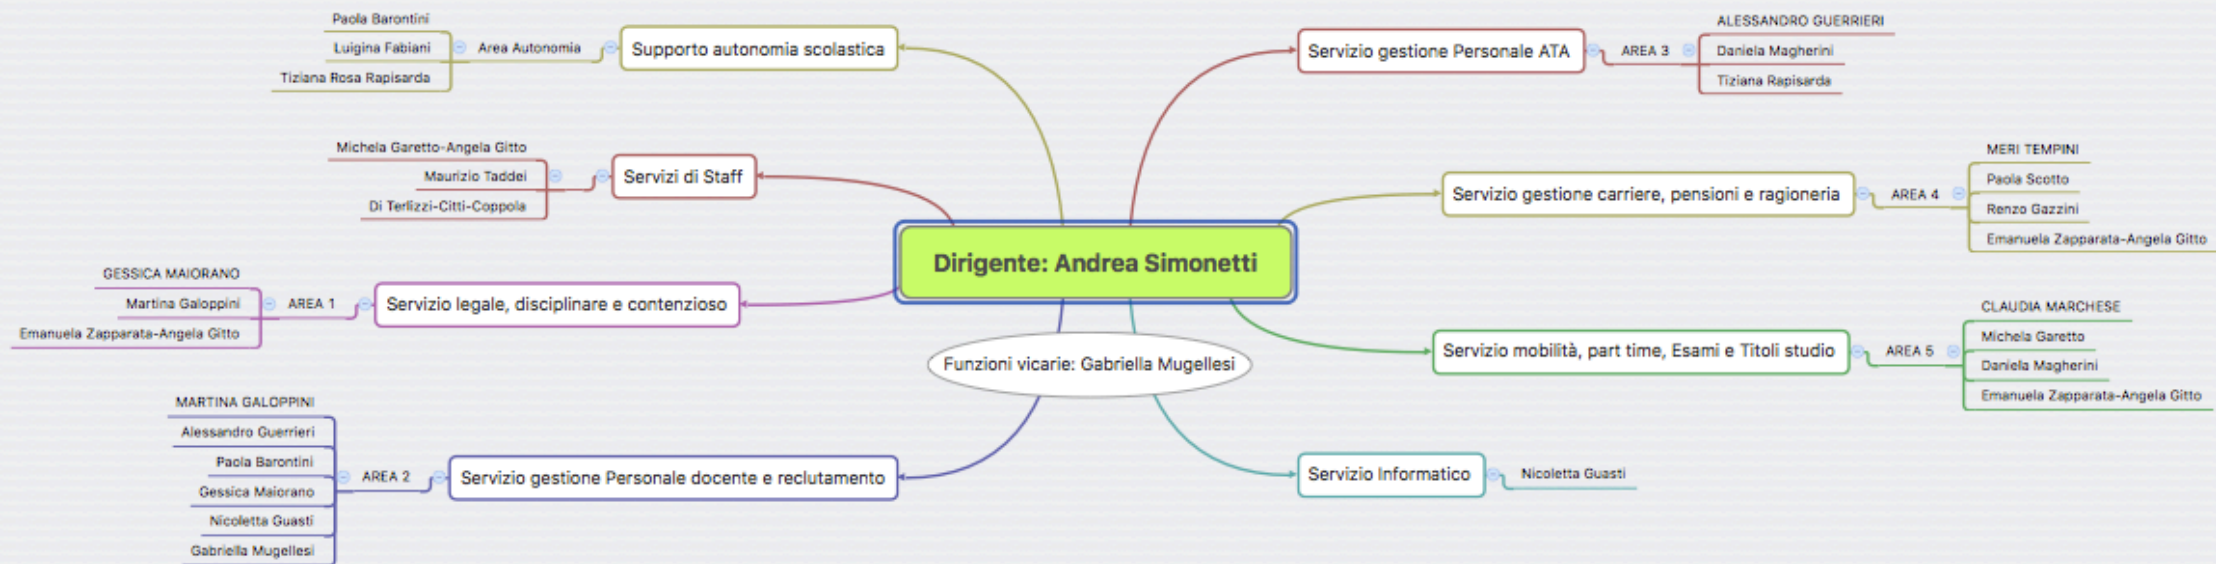 Dirigente: Andrea Simonetti
Funzioni vicarie: Gabriella Mugellesi
Supporto autonomia scolastica
Area Autonomia
Paola Barontini
Luigina Fabiani
Tiziana Rosa Rapisarda
Servizi di Staff
Michela Garetto-Angela Gitto
Maurizio Taddei
Di Terlizzi-Citti-Coppola
Servizio legale, disciplinare e contenzioso
AREA 1
GESSICA MAIORANO
Martina Galoppini
Emanuela Zapparata-Angela Gitto
Servizio gestione Personale docente e reclutamento
AREA 2
MARTINA GALOPPINI
Alessandro Guerrieri
Paola Barontini
Gessica Maiorano
Nicoletta Guasti
Gabriella Mugellesi
Servizio gestione Personale ATA
AREA 3
ALESSANDRO GUERRIERI
Daniela Magherini
Tiziana Rapisarda
Servizio gestione carriere, pensioni e ragioneria
AREA 4
MERI TEMPINI
Paola Scotto
Renzo Gazzini
Emanuela Zapparata-Angela Gitto
Servizio mobilità, part time, Esami e Titoli studio
AREA 5
CLAUDIA MARCHESE
Michela Garetto
Daniela Magherini
Emanuela Zapparata-Angela Gitto
Servizio Informatico
Nicoletta Guasti